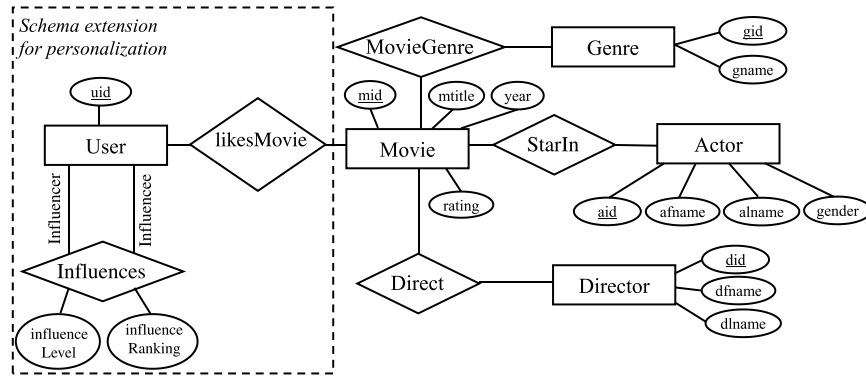 Schema extension
for personalization
uid
User
likesMovie
Influencer
Influencee
Influences
influence
Level
influence
Ranking
MovieGenre
Genre
gid
gname
mid
mtitle
year
Movie
rating
StarIn
Actor
aid
afname
alname
gender
Direct
Director
did
dfname
dlname